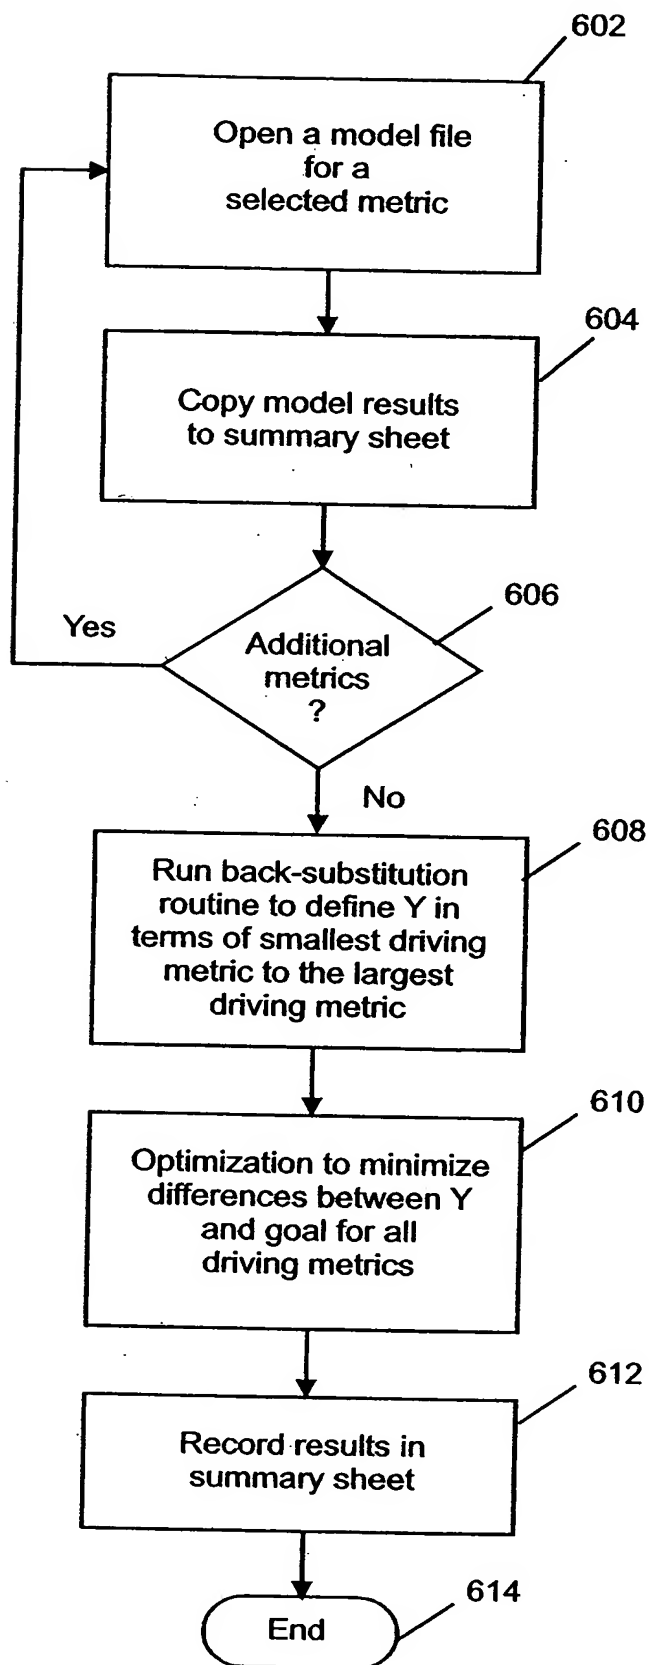 602
Open a model file
for a
selected metric
604
Copy model results
to summary sheet
606
Yes
Additional
metrics
?
No
608
Run back-substitution
routine to define Y in
terms of smallest driving
metric to the largest
driving metric
610
Optimization to minimize
differences between Y
and goal for all
driving metrics
612
Record results in
summary sheet
614
End